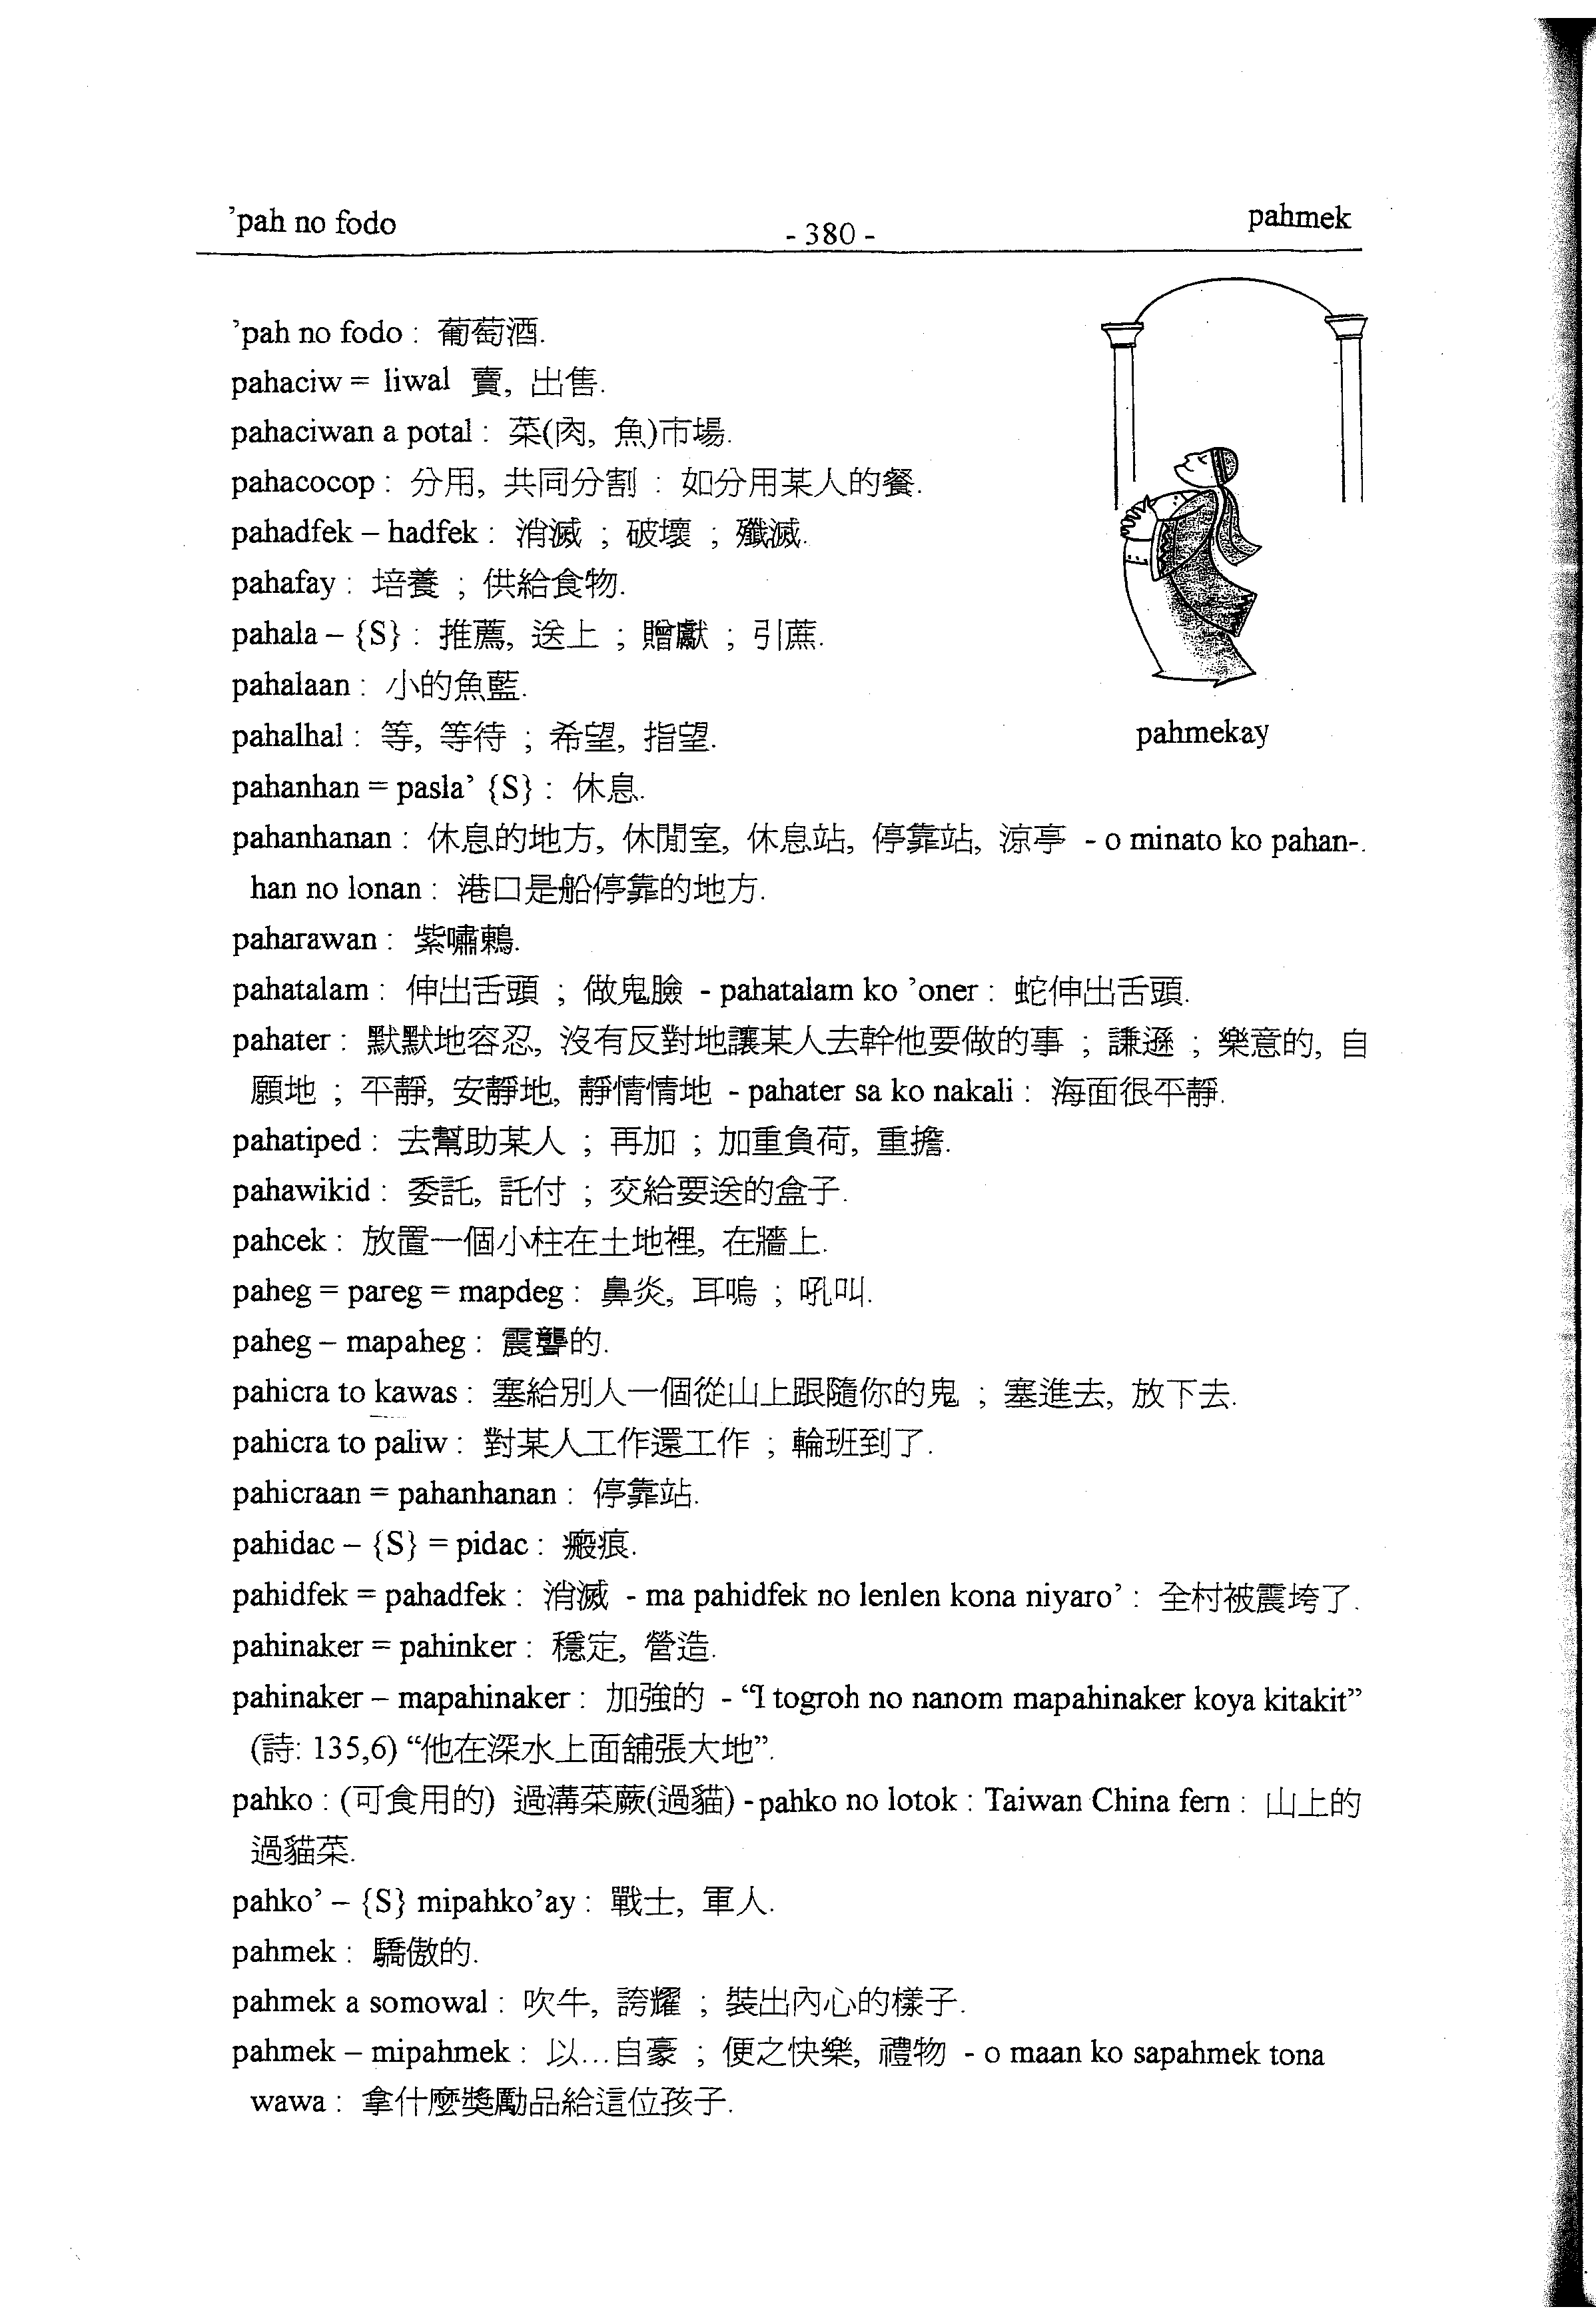 ’pah no fodo - 380 - pahmek
’pah no fodo : 葡萄酒.
pahaciw = liwal 賣, 出售.
pahaciwan a potal : 菜(肉, 魚)市場.
pahacocop : 分用, 共同分割 : 如分用某人的餐.
pahadfek – hadfek : 消滅 ; 破壞 ; 殲滅.
pahafay : 培養 ; 供給食物.
pahala – {S} : 推薦, 送上 ; 贈獻 ; 引蔗.
pahalaan : 小的魚藍.
pahalhal : 等, 等待 ; 希望, 指望.
pahmekay
pahanhan = pasla’ {S} : 休息.
pahanhanan : 休息的地方, 休閒室, 休息站, 停靠站, 涼亭 - o minato ko pahan-
han no lonan : 港口是船停靠的地方.
paharawan : 紫嘯鶇.
pahatalam : 伸出舌頭 ; 做鬼臉 - pahatalam ko ’oner : 蛇伸出舌頭.
pahater : 默默地容忍, 沒有反對地讓某人去幹他要做的事 ; 謙遜 ; 樂意的, 自
願地 ; 平靜, 安靜地, 靜情情地 - pahater sa ko nakali : 海面很平靜.
pahatiped : 去幫助某人 ; 再加 ; 加重負荷, 重擔.
pahawikid : 委託, 託付 ; 交給要送的盒子.
pahcek : 放置一個小柱在土地裡, 在牆上.
paheg = pareg = mapdeg : 鼻炎, 耳嗚 ; 吼叫.
paheg – mapaheg : 震聾的.
pahicra to kawas : 塞給別人一個從山上跟隨你的鬼 ; 塞進去, 放下去.
pahicra to paliw : 對某人工作還工作 ; 輪班到了.
pahicraan = pahanhanan : 停靠站.
pahidac – {S} = pidac : 瘢痕.
pahidfek = pahadfek : 消滅 - ma pahidfek no lenlen kona niyaro’ : 全村被震垮了.
pahinaker = pahinker : 穩定, 營造.
pahinaker – mapahinaker : 加強的 - “I togroh no nanom mapahinaker koya kitakit”
(詩: 135,6) “他在深水上面舖張大地”.
pahko : (可食用的) 過溝菜蕨(過貓) - pahko no lotok : Taiwan China fern : 山上的
過貓菜.
pahko’ – {S} mipahko’ay : 戰士, 軍人.
pahmek : 驕傲的.
pahmek a somowal : 吹牛, 誇耀 ; 裝出內心的樣子.
pahmek – mipahmek : 以...自豪 ; 便之快樂, 禮物 - o maan ko sapahmek tona
wawa : 拿什麼獎勵品給這位孩子.